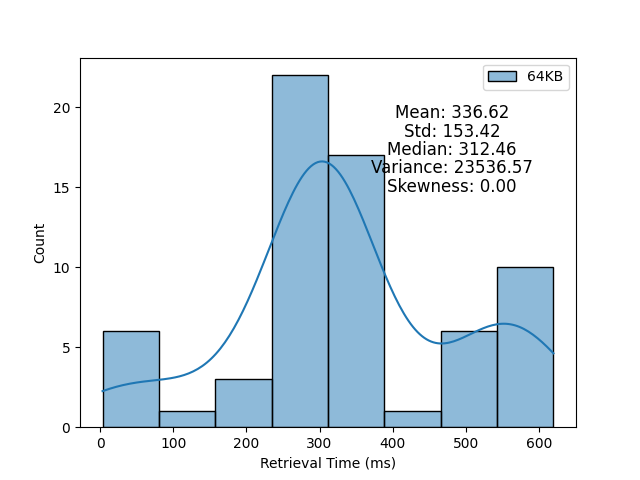 64KB
Mean: 336.62
Std: 153.42
Median: 312.46
Variance: 23536.57
Skewness: 0.00
Count
20
15
10
5
0
0 100 200 300 400 500 600
Retrieval Time (ms)